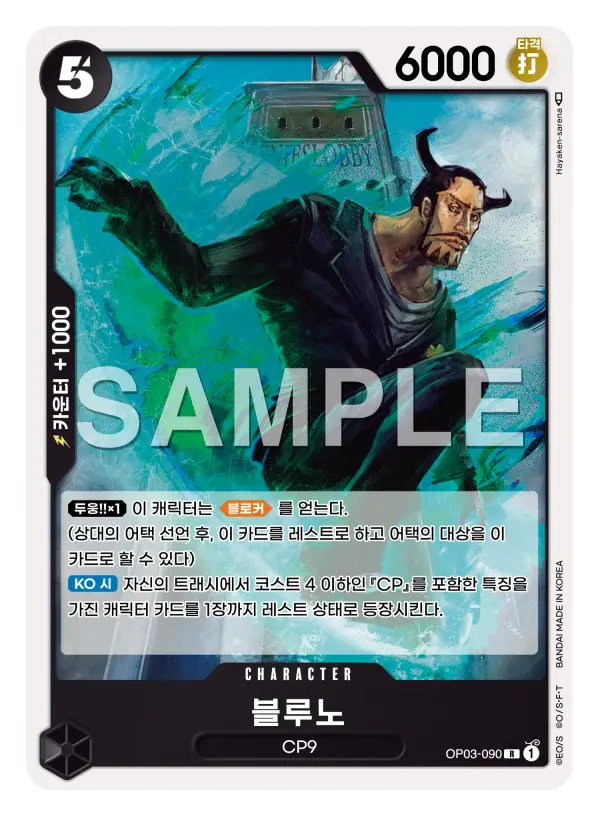 5
6000
타격
打
Hayaken-sarena
ENIESLOBBY
카운터 +1000
SAMPLE
두웅!!×1 이 캐릭터는 블로커 를 얻는다.
(상대의 어택 선언 후, 이 카드를 레스트로 하고 어택의 대상을 이
카드로 할 수 있다)
KO 시 자신의 트래시에서 코스트 4 이하인 『CP』를 포함한 특징을
가진 캐릭터 카드를 1장까지 레스트 상태로 등장시킨다.
CHARACTER
블루노
CP9
OP03-090 R 1
©EO/S ©O/S·F·T BANDAI MADE IN KOREA